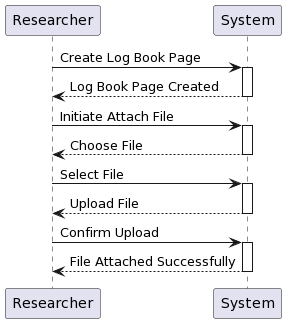 Researcher System
Create Log Book Page
Log Book Page Created
Initiate Attach File
Choose File
Select File
Upload File
Confirm Upload
File Attached Successfully
Researcher System